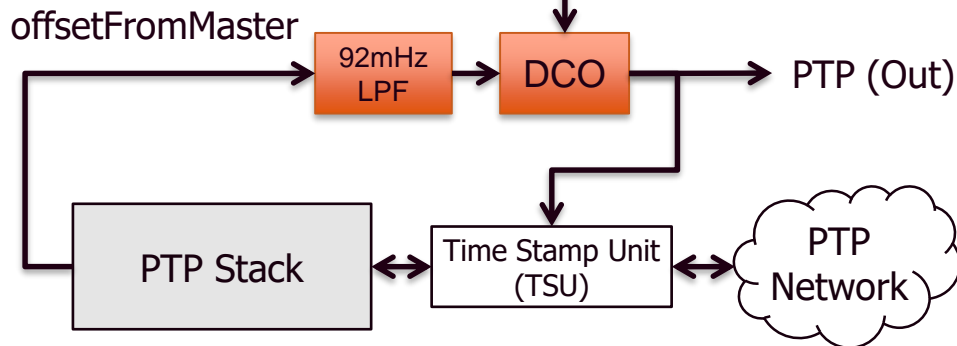 offsetFromMaster
92mHz
LPF
DCO
PTP (Out)
PTP Stack
Time Stamp Unit
(TSU)
PTP
Network